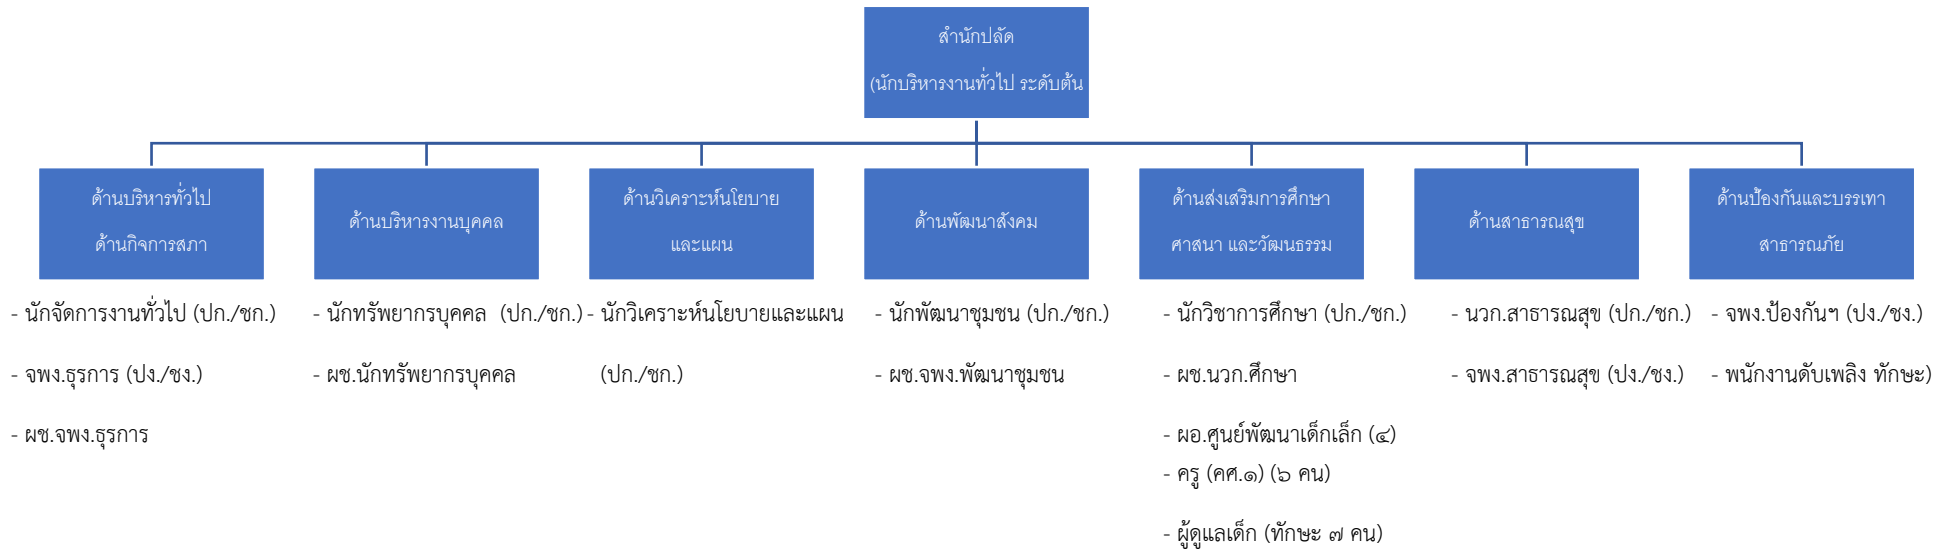 สำนักปลัด
(นักบริหารงานทั่วไป ระดับต้น
ด้านบริหารทั่วไป
ด้านกิจการสภา
ด้านบริหารงานบุคคล
ด้านวิเคราะห์นโยบาย
และแผน
ด้านพัฒนาสังคม
ด้านส่งเสริมการศึกษา
ศาสนา และวัฒนธรรม
ด้านสาธารณสุข
ด้านป้องกันและบรรเทา
สาธารณภัย
- นักจัดการงานทั่วไป (ปก./ชก.)
- จพง.ธุรการ (ปง./ชง.)
- ผช.จพง.ธุรการ
- นักทรัพยากรบุคคล (ปก./ชก.)
- ผช.นักทรัพยากรบุคคล
- นักวิเคราะห์นโยบายและแผน
(ปก./ชก.)
- นักพัฒนาชุมชน (ปก./ชก.)
- ผช.จพง.พัฒนาชุมชน
- นักวิชาการศึกษา (ปก./ชก.)
- ผช.นวก.ศึกษา
- ผอ.ศูนย์พัฒนาเด็กเล็ก (๔)
- ครู (คศ.๑) (๖ คน)
- ผู้ดูแลเด็ก (ทักษะ ๗ คน)
- นวก.สาธารณสุข (ปก./ชก.)
- จพง.สาธารณสุข (ปง./ชง.)
- จพง.ป้องกันฯ (ปง./ชง.)
- พนักงานดับเพลิง ทักษะ)